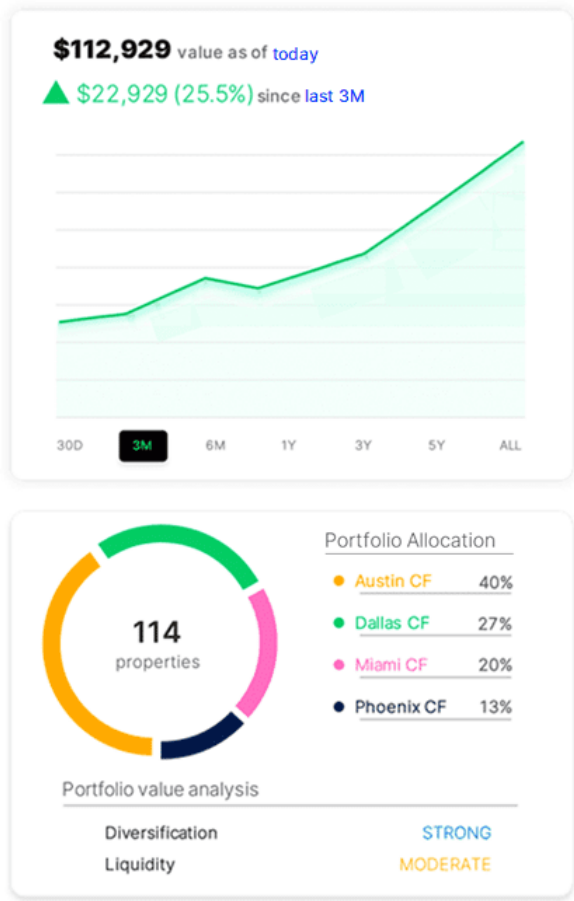 $112,929 value as of today
▲ $22,929 (25.5%) since last 3M
30D 3M 6M 1Y 3Y 5Y ALL
114
properties
Portfolio Allocation
Austin CF 40%
Dallas CF 27%
Miami CF 20%
Phoenix CF 13%
Portfolio value analysis
Diversification STRONG
Liquidity MODERATE